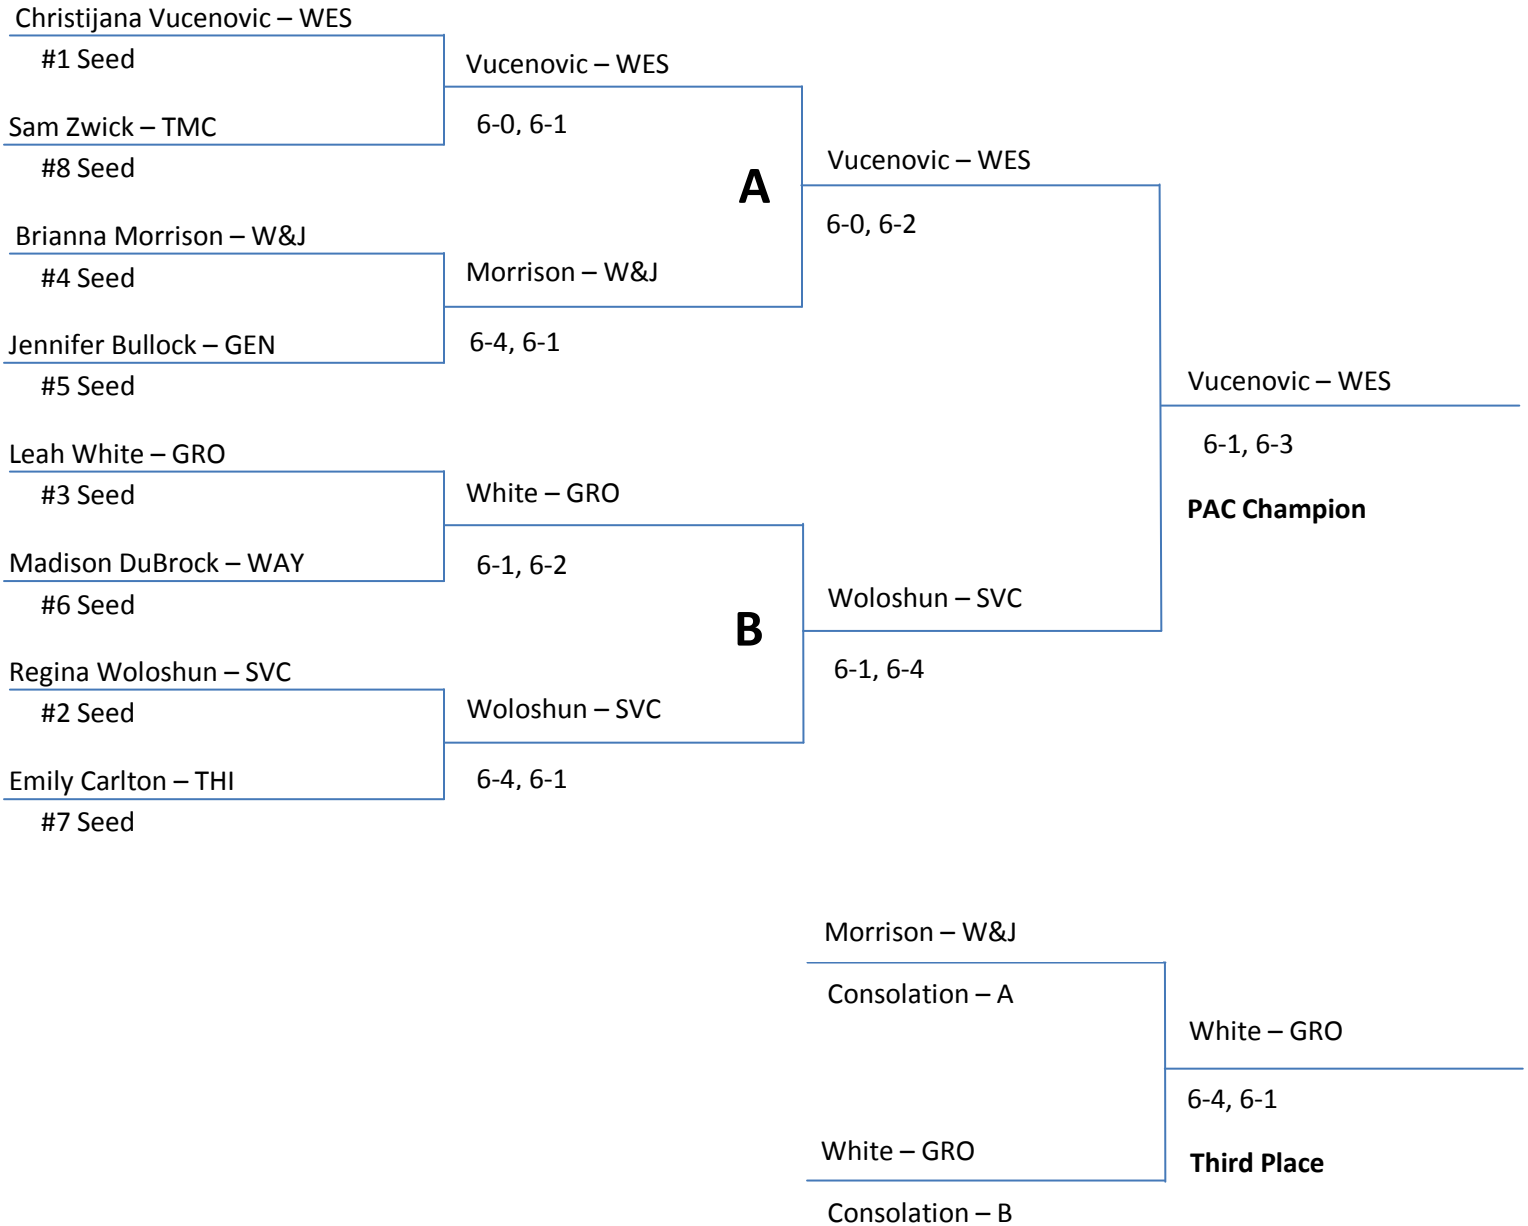 Christijana Vucenovic – WES
#1 Seed
Vucenovic – WES
Sam Zwick – TMC
6-0, 6-1
#8 Seed
A
Vucenovic – WES
6-0, 6-2
Brianna Morrison – W&J
#4 Seed
Morrison – W&J
Jennifer Bullock – GEN
6-4, 6-1
#5 Seed
Vucenovic – WES
6-1, 6-3
PAC Champion
Leah White – GRO
#3 Seed
White – GRO
Madison DuBrock – WAY
6-1, 6-2
#6 Seed
B
Woloshun – SVC
6-1, 6-4
Regina Woloshun – SVC
#2 Seed
Woloshun – SVC
Emily Carlton – THI
6-4, 6-1
#7 Seed
Morrison – W&J
Consolation – A
White – GRO
6-4, 6-1
Third Place
White – GRO
Consolation – B